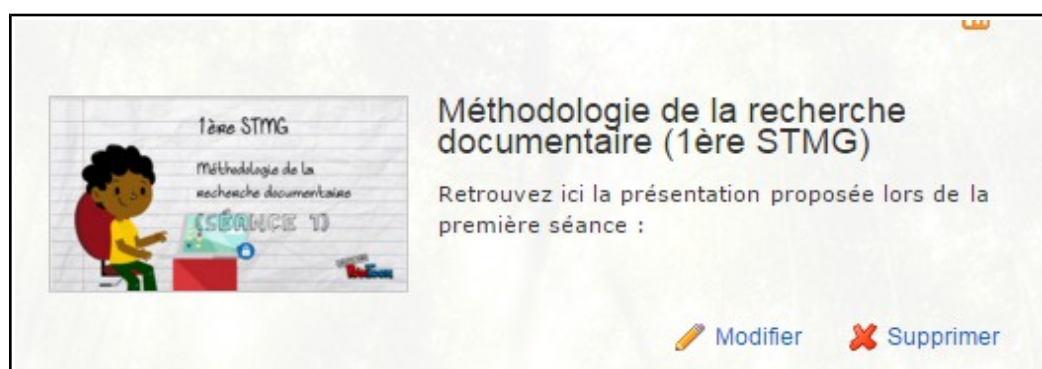 1ère STMG
Méthodologie de la
recherche documentaire
(SÉANCE 1)
Méthodologie de la recherche
documentaire (1ère STMG)
Retrouvez ici la présentation proposée lors de la
première séance :
Modifier
Supprimer